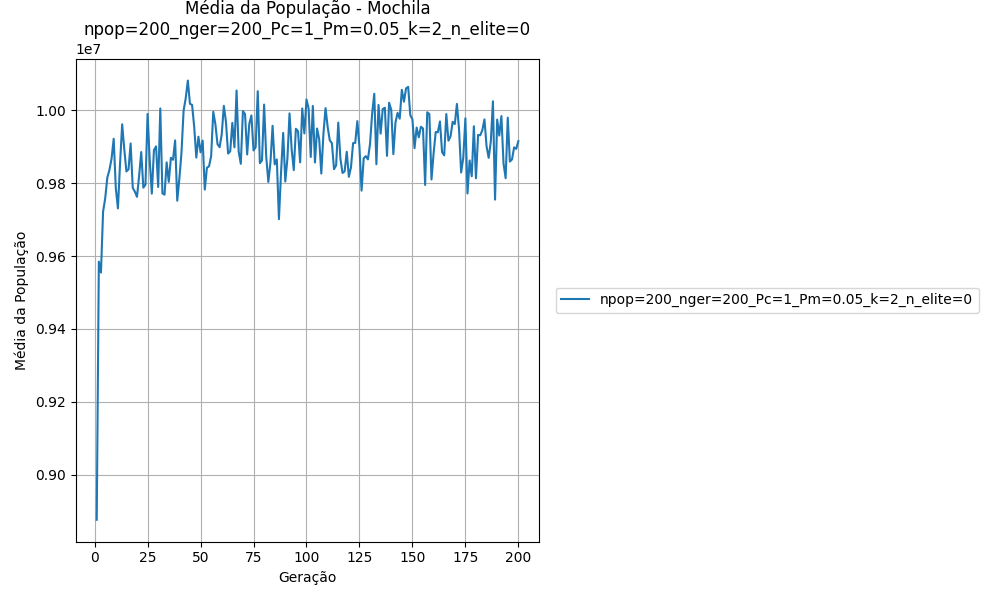 Média da População - Mochila
npop=200_nger=200_Pc=1_Pm=0.05_k=2_n_elite=0
1e7
1.00
0.98
0.96
0.94
0.92
0.90
Média da População
0 25 50 75 100 125 150 175 200
Geração
npop=200_nger=200_Pc=1_Pm=0.05_k=2_n_elite=0